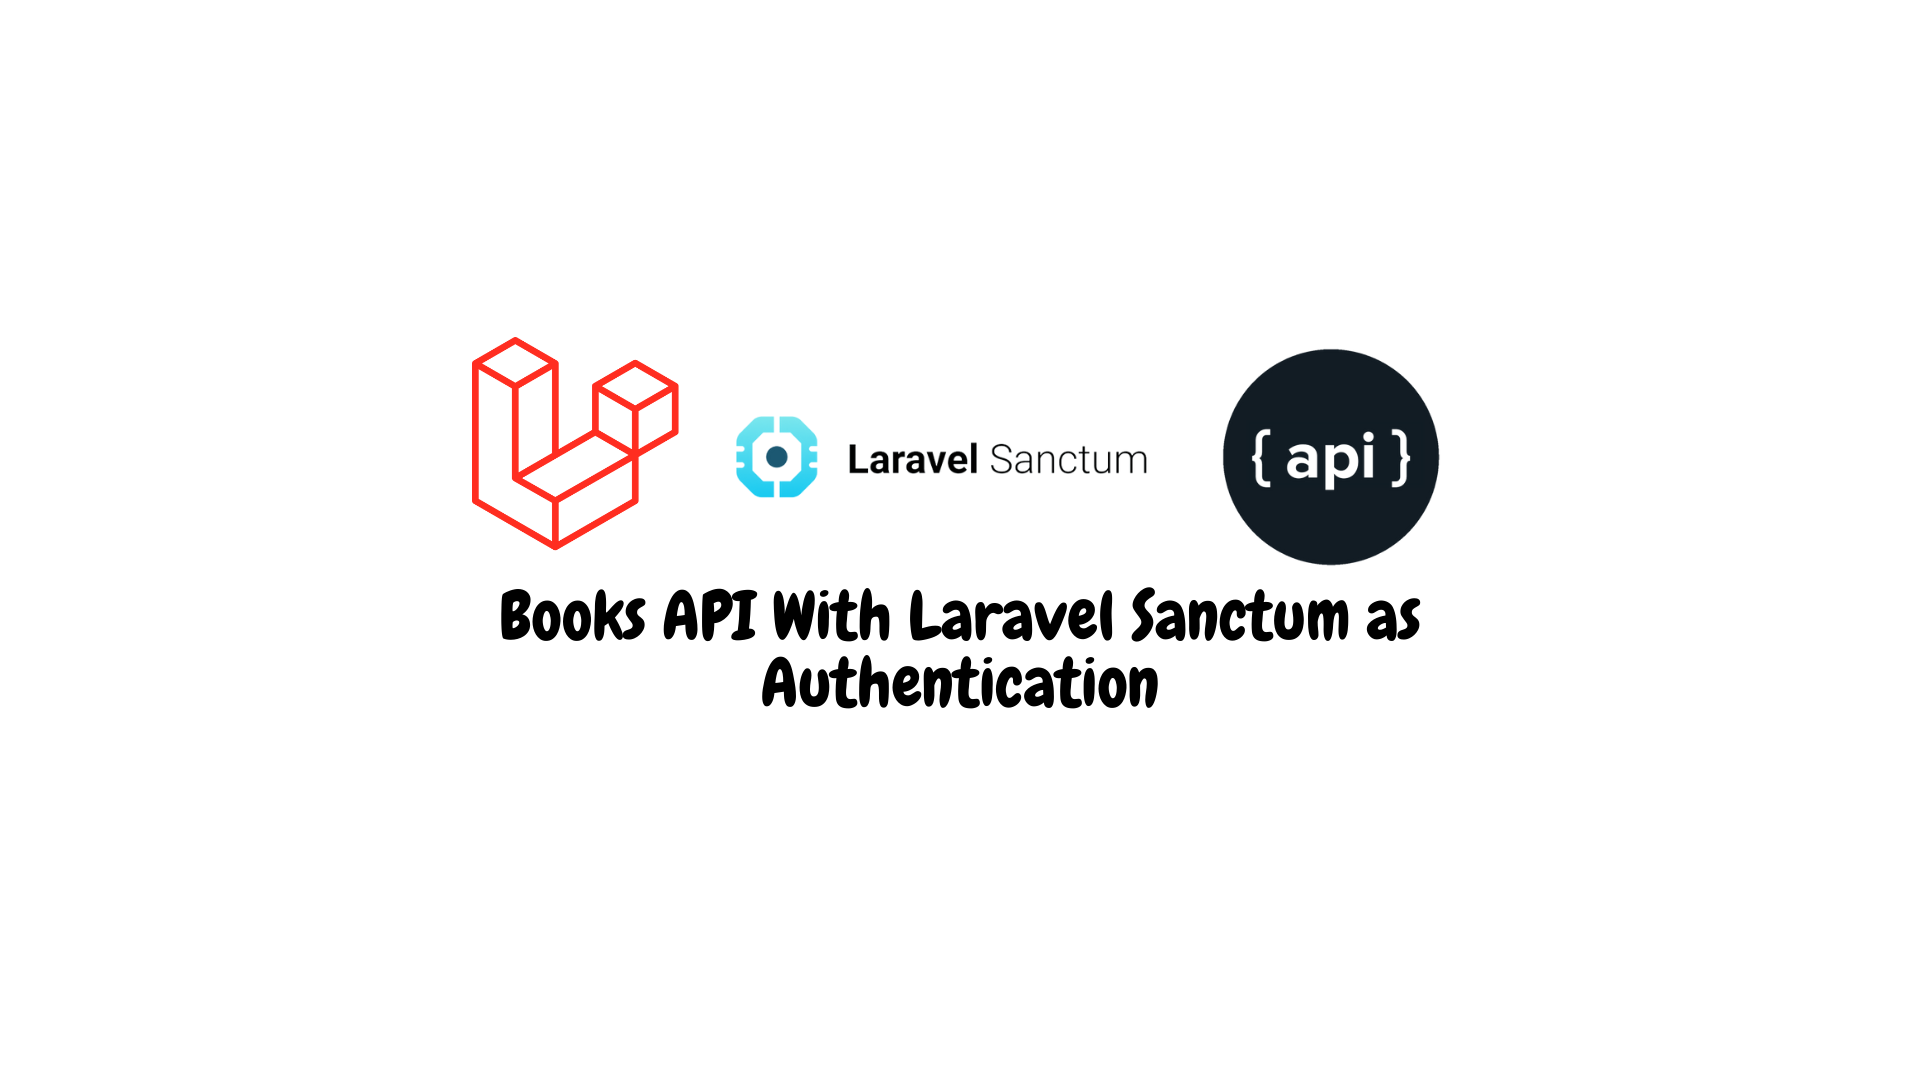 Laravel Sanctum
{ api }
Books API With Laravel Sanctum as
Authentication